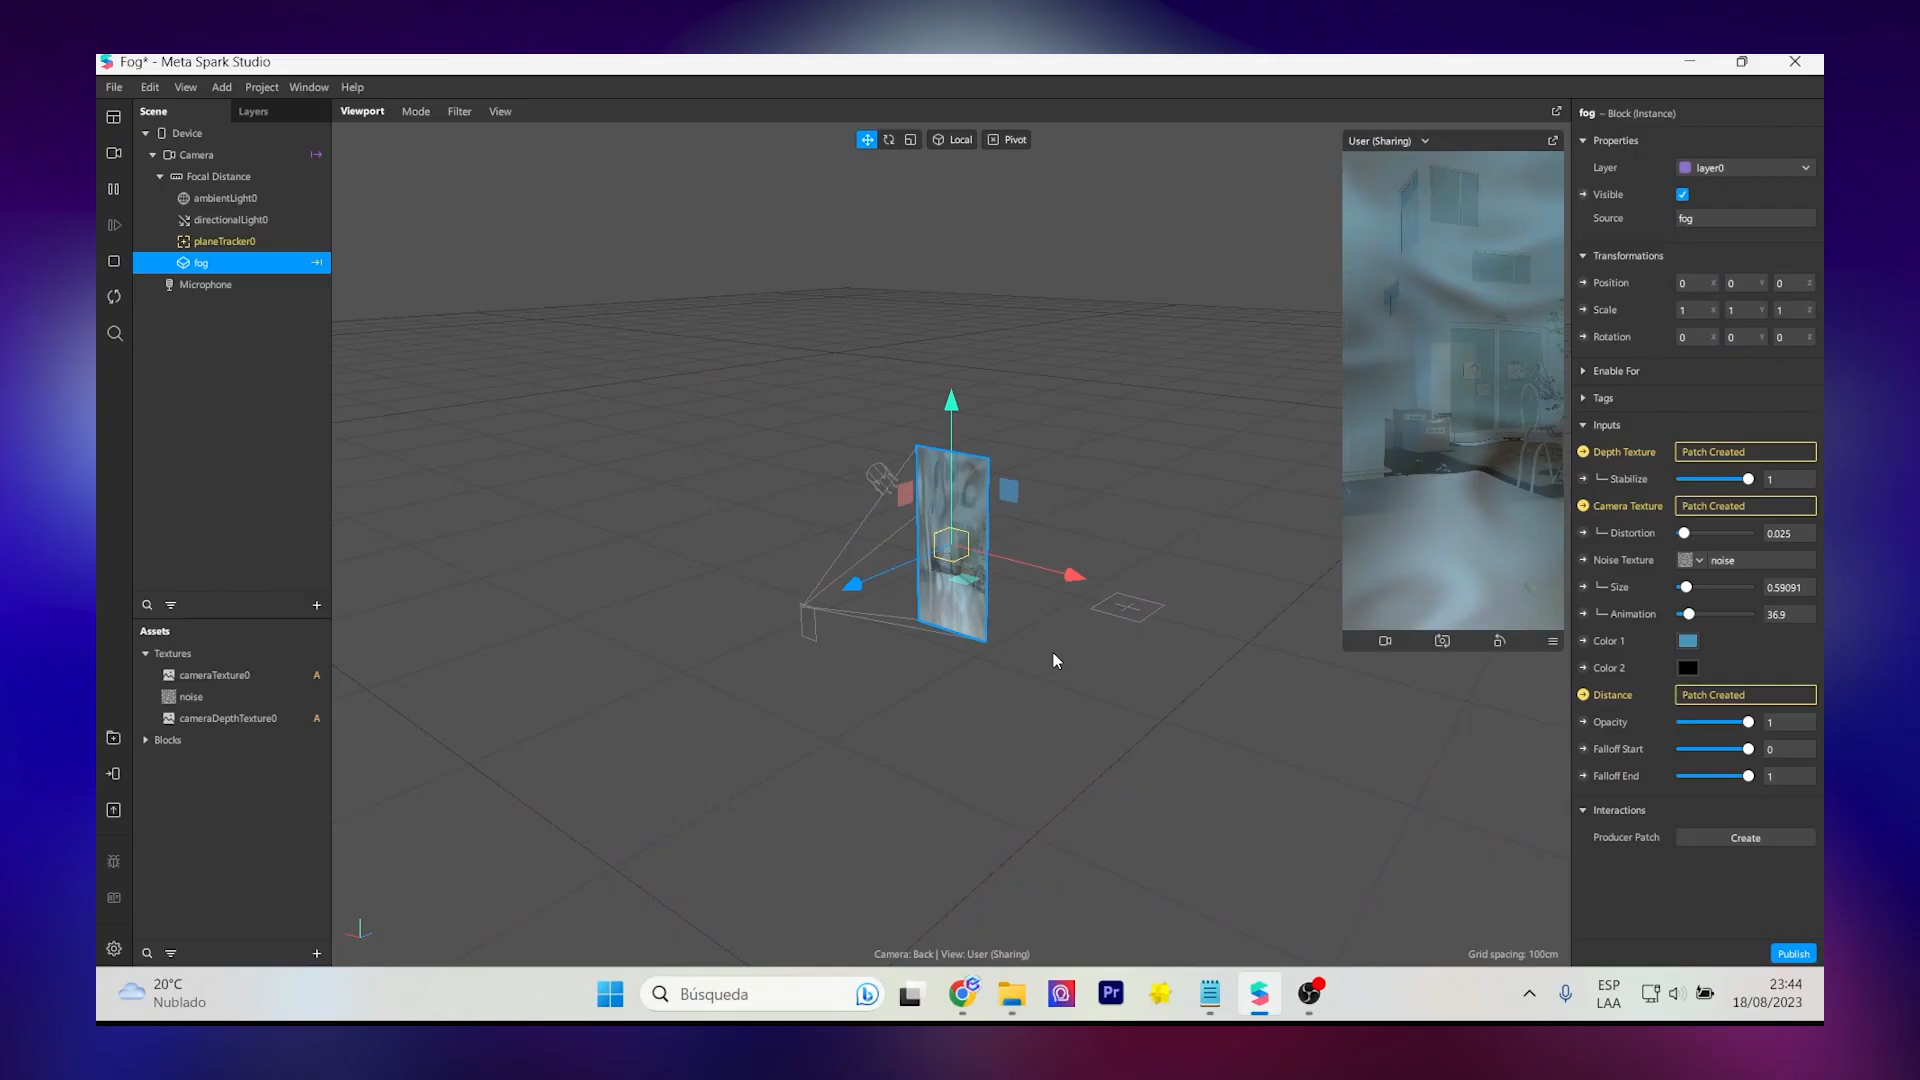 Fog* - Meta Spark Studio
File Edit View Add Project Window Help
Scene Layers
Device
Camera
Focal Distance
ambientLight0
directionalLight0
planeTracker0
fog
Microphone
Assets
Textures
cameraTexture0 A
noise
cameraDepthTexture0 A
Blocks
Viewport Mode Filter View
Local Pivot
User (Sharing)
Camera: Back | View: User (Sharing)
Grid spacing: 100cm
fog – Block (Instance)
Properties
Layer layer0
Visible
Source fog
Transformations
Position 0 X 0 Y 0 Z
Scale 1 X 1 Y 1 Z
Rotation 0 X 0 Y 0 Z
Enable For
Tags
Inputs
Depth Texture Patch Created
Stabilize 1
Camera Texture Patch Created
Distortion 0.025
Noise Texture noise
Size 0.59091
Animation 36.9
Color 1
Color 2
Distance Patch Created
Opacity 1
Falloff Start 0
Falloff End 1
Interactions
Producer Patch Create
Publish
20°C
Nublado
Búsqueda
Pr
ESP
LAA
23:44
18/08/2023